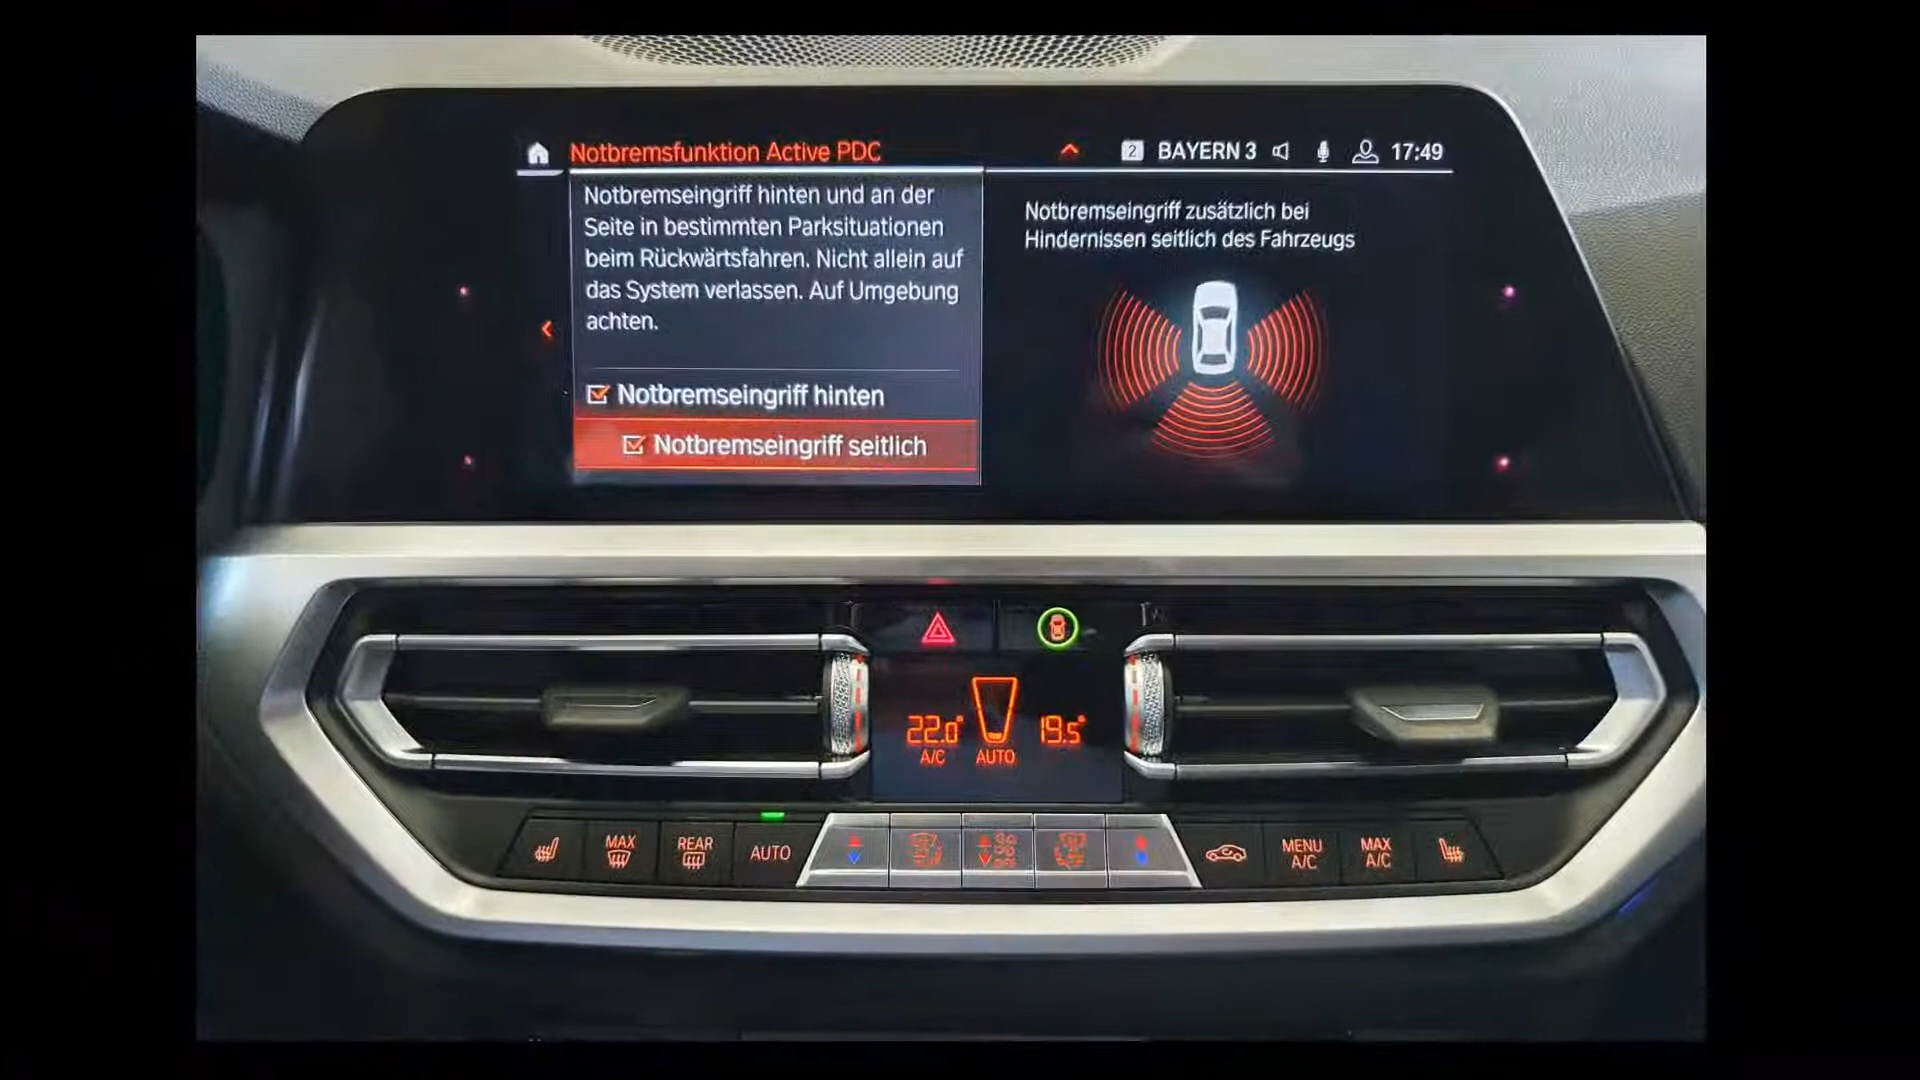 Notbremsfunktion Active PDC
2 BAYERN 3 17:49
Notbremseingriff hinten und an der
Seite in bestimmten Parksituationen
beim Rückwärtsfahren. Nicht allein auf
das System verlassen. Auf Umgebung
achten.
Notbremseingriff hinten
Notbremseingriff seitlich
Notbremseingriff zusätzlich bei
Hindernissen seitlich des Fahrzeugs
22.0° 19.5°
A/C AUTO
MAX
REAR
AUTO
MENU
A/C
MAX
A/C